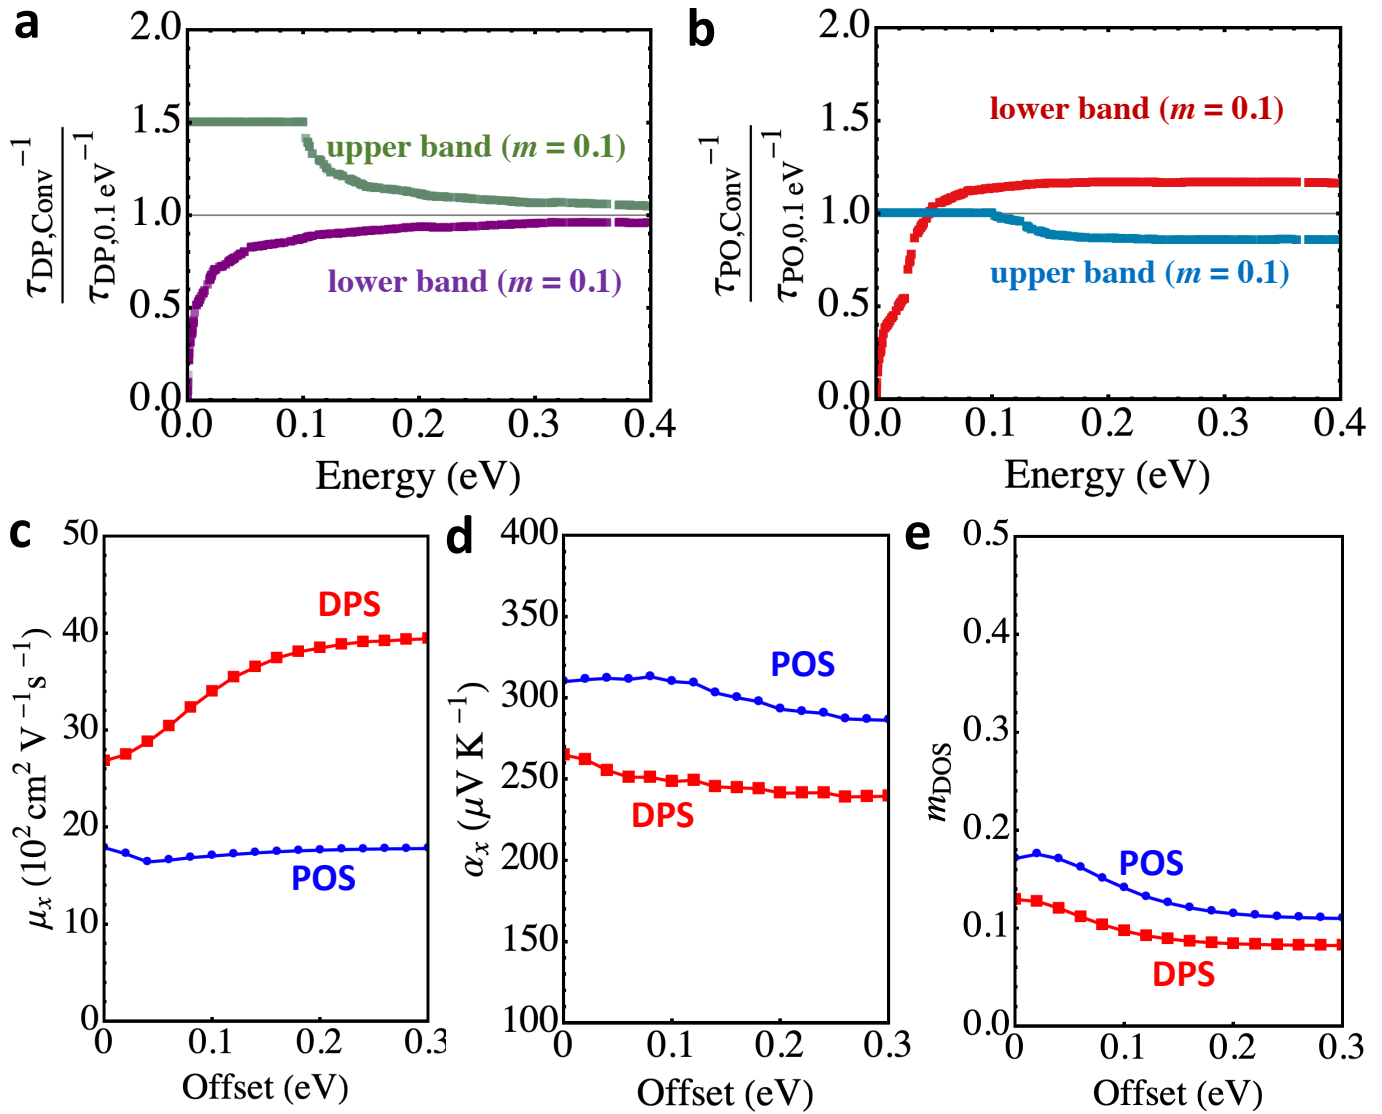 a
2.0
1.5
1.0
0.5
0.0
τDP,Conv⁻¹
τDP,0.1 eV⁻¹
upper band (m = 0.1)
lower band (m = 0.1)
0.0 0.1 0.2 0.3 0.4
Energy (eV)
b
2.0
1.5
1.0
0.5
0.0
τPO,Conv⁻¹
τPO,0.1 eV⁻¹
lower band (m = 0.1)
upper band (m = 0.1)
0.0 0.1 0.2 0.3 0.4
Energy (eV)
c
50
40
30
20
10
0
μx (10² cm² V⁻¹ s⁻¹)
DPS
POS
0 0.1 0.2 0.3
Offset (eV)
d
400
350
300
250
200
150
100
αx (μV K⁻¹)
POS
DPS
0 0.1 0.2 0.3
Offset (eV)
e
0.5
0.4
0.3
0.2
0.1
0.0
mDOS
POS
DPS
0 0.1 0.2 0.3
Offset (eV)